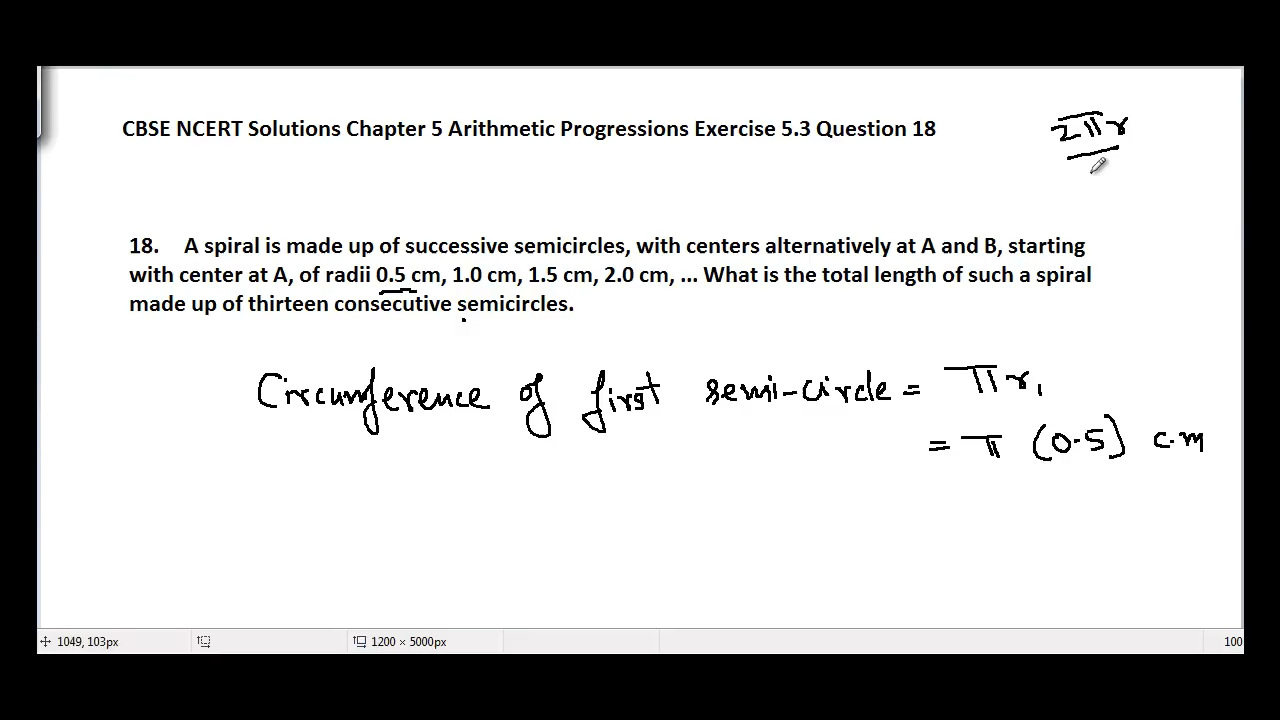 CBSE NCERT Solutions Chapter 5 Arithmetic Progressions Exercise 5.3 Question 18
2πr
18. A spiral is made up of successive semicircles, with centers alternatively at A and B, starting
with center at A, of radii 0.5 cm, 1.0 cm, 1.5 cm, 2.0 cm, ... What is the total length of such a spiral
made up of thirteen consecutive semicircles.
Circumference of first semi-circle = πr₁
= π (0.5) c.m
1049, 103px
1200 × 5000px
100